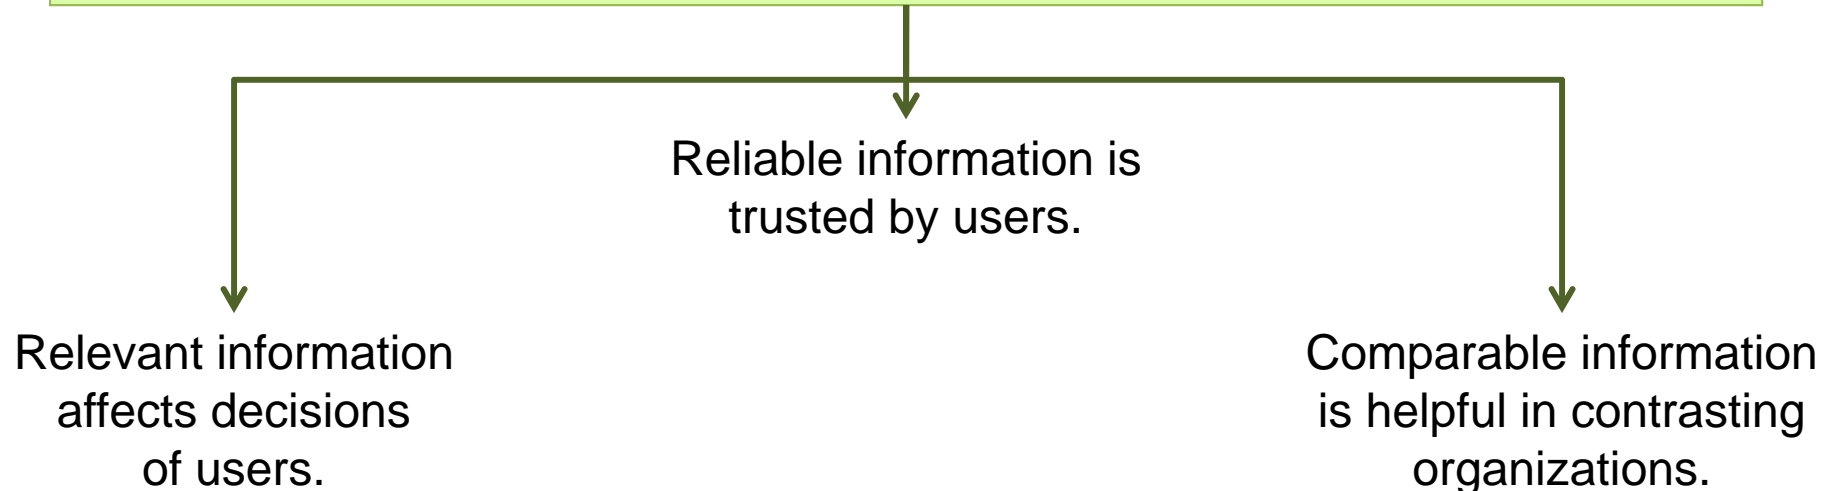 Reliable information is
trusted by users.
Relevant information
affects decisions
of users.
Comparable information
is helpful in contrasting
organizations.